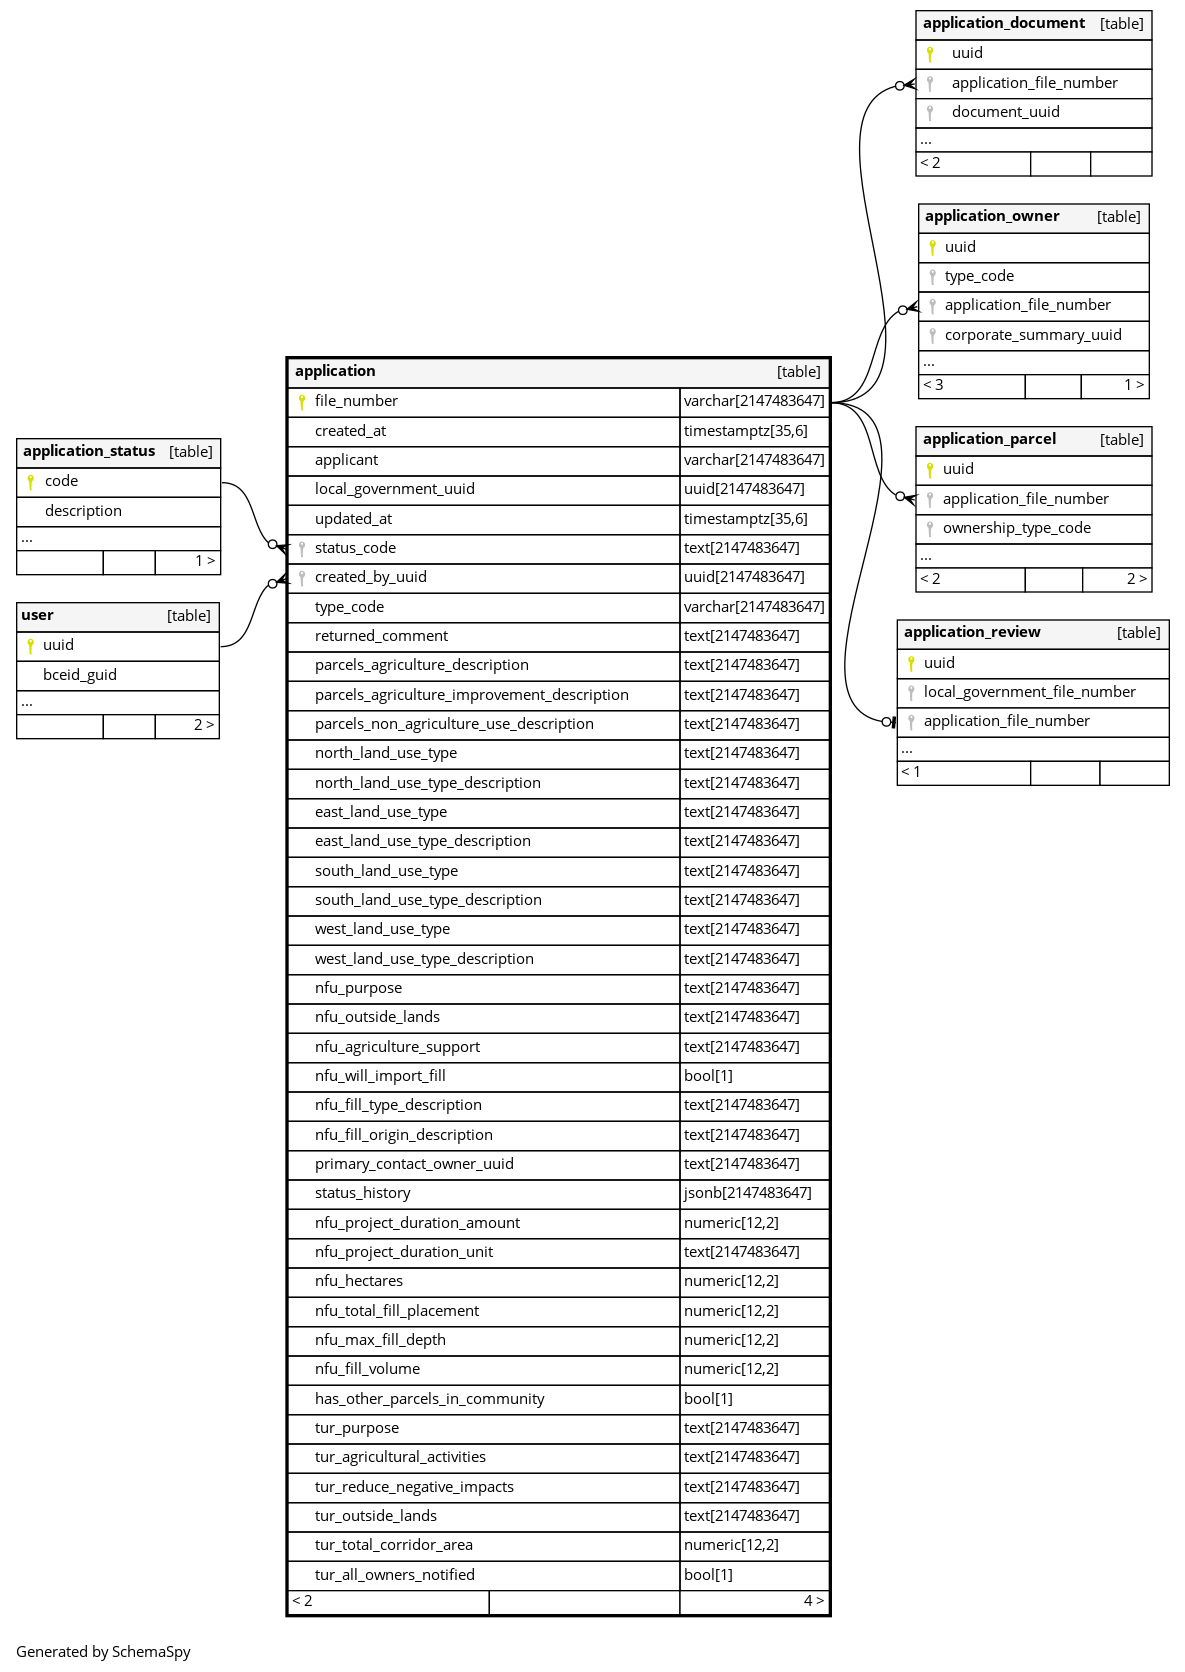 application_document [table]
uuid
application_file_number
document_uuid
...
< 2
application_owner [table]
uuid
type_code
application_file_number
corporate_summary_uuid
...
< 3 1 >
application_parcel [table]
uuid
application_file_number
ownership_type_code
...
< 2 2 >
application_review [table]
uuid
local_government_file_number
application_file_number
...
< 1
application_status [table]
code
description
...
1 >
user [table]
uuid
bceid_guid
...
2 >
application [table]
file_number varchar[2147483647]
created_at timestamptz[35,6]
applicant varchar[2147483647]
local_government_uuid uuid[2147483647]
updated_at timestamptz[35,6]
status_code text[2147483647]
created_by_uuid uuid[2147483647]
type_code varchar[2147483647]
returned_comment text[2147483647]
parcels_agriculture_description text[2147483647]
parcels_agriculture_improvement_description text[2147483647]
parcels_non_agriculture_use_description text[2147483647]
north_land_use_type text[2147483647]
north_land_use_type_description text[2147483647]
east_land_use_type text[2147483647]
east_land_use_type_description text[2147483647]
south_land_use_type text[2147483647]
south_land_use_type_description text[2147483647]
west_land_use_type text[2147483647]
west_land_use_type_description text[2147483647]
nfu_purpose text[2147483647]
nfu_outside_lands text[2147483647]
nfu_agriculture_support text[2147483647]
nfu_will_import_fill bool[1]
nfu_fill_type_description text[2147483647]
nfu_fill_origin_description text[2147483647]
primary_contact_owner_uuid text[2147483647]
status_history jsonb[2147483647]
nfu_project_duration_amount numeric[12,2]
nfu_project_duration_unit text[2147483647]
nfu_hectares numeric[12,2]
nfu_total_fill_placement numeric[12,2]
nfu_max_fill_depth numeric[12,2]
nfu_fill_volume numeric[12,2]
has_other_parcels_in_community bool[1]
tur_purpose text[2147483647]
tur_agricultural_activities text[2147483647]
tur_reduce_negative_impacts text[2147483647]
tur_outside_lands text[2147483647]
tur_total_corridor_area numeric[12,2]
tur_all_owners_notified bool[1]
< 2 4 >
Generated by SchemaSpy